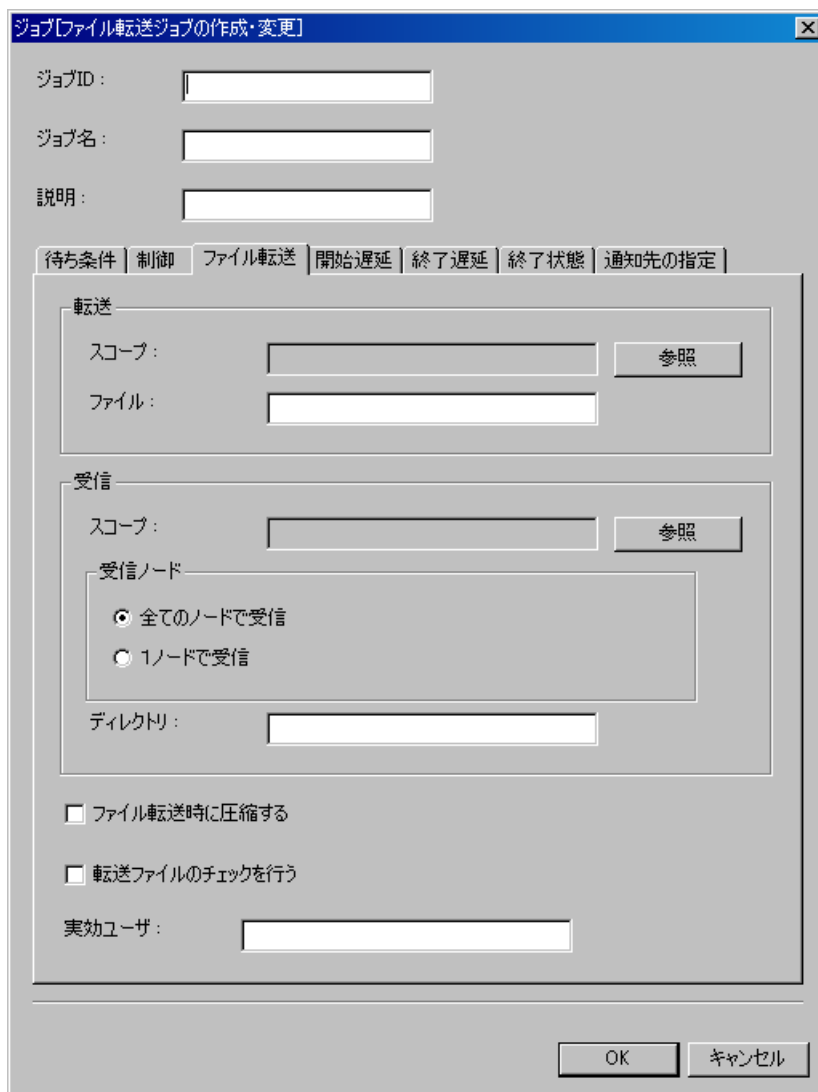 ジョブ[ファイル転送ジョブの作成・変更]
ジョブID：
ジョブ名：
説明：
待ち条件 制御 ファイル転送 開始遅延 終了遅延 終了状態 通知先の指定
転送
スコープ： 参照
ファイル：
受信
スコープ： 参照
受信ノード
全てのノードで受信
1ノードで受信
ディレクトリ：
ファイル転送時に圧縮する
転送ファイルのチェックを行う
実効ユーザ：
OK キャンセル